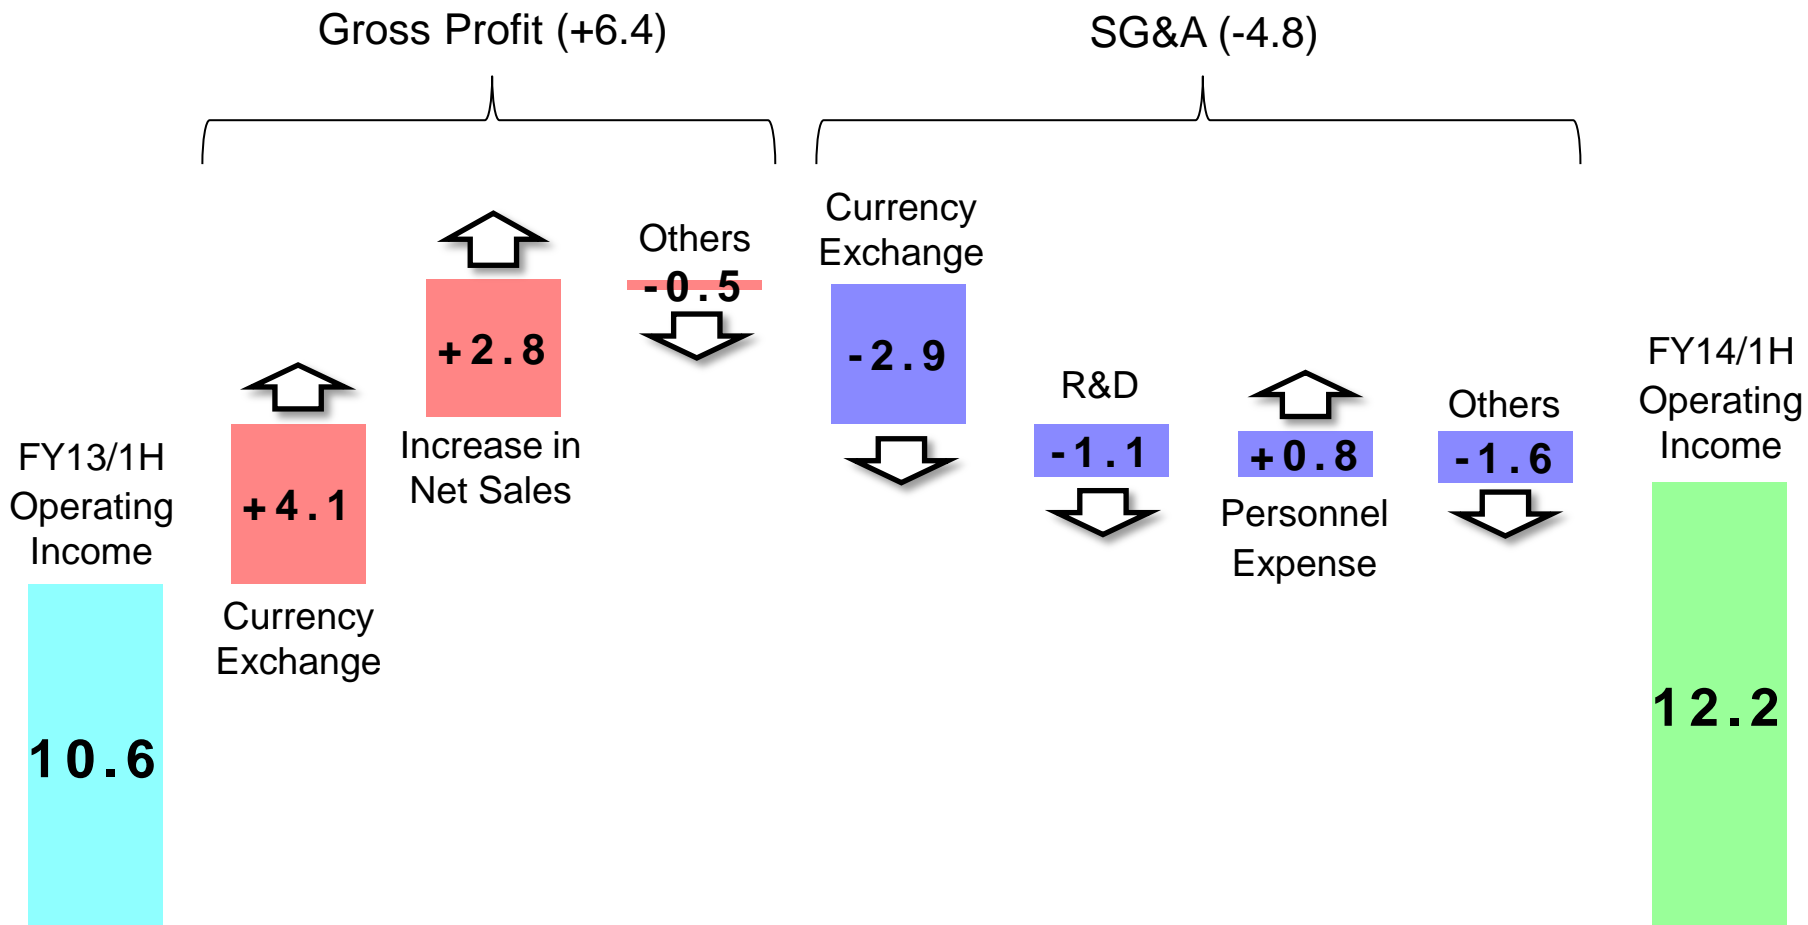 Gross Profit (+6.4)
SG&A (-4.8)
FY13/1H
Operating
Income
10.6
+4.1
Currency
Exchange
+2.8
Increase in
Net Sales
Others
-0.5
Currency
Exchange
-2.9
R&D
-1.1
+0.8
Personnel
Expense
Others
-1.6
FY14/1H
Operating
Income
12.2